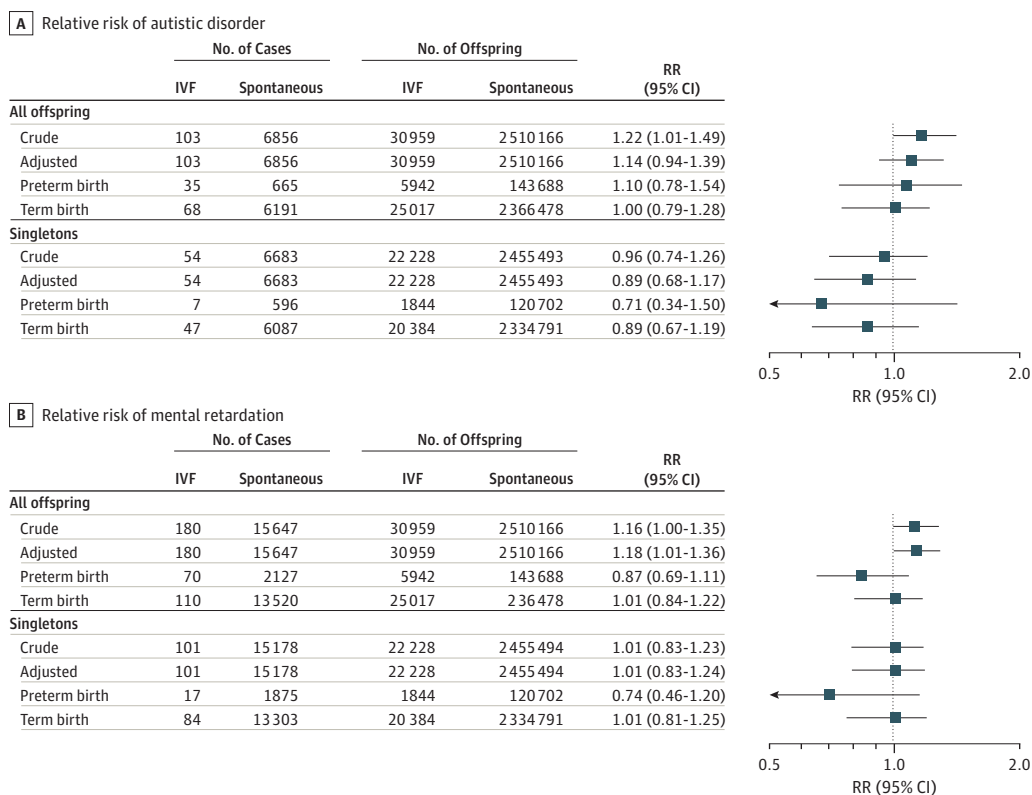 A Relative risk of autistic disorder
No. of Cases No. of Offspring
IVF Spontaneous IVF Spontaneous RR (95% CI)
All offspring
Crude 103 6856 30959 2510166 1.22 (1.01-1.49)
Adjusted 103 6856 30959 2510166 1.14 (0.94-1.39)
Preterm birth 35 665 5942 143688 1.10 (0.78-1.54)
Term birth 68 6191 25017 2366478 1.00 (0.79-1.28)
Singletons
Crude 54 6683 22228 2455493 0.96 (0.74-1.26)
Adjusted 54 6683 22228 2455493 0.89 (0.68-1.17)
Preterm birth 7 596 1844 120702 0.71 (0.34-1.50)
Term birth 47 6087 20384 2334791 0.89 (0.67-1.19)
0.5 1.0 2.0
RR (95% CI)
B Relative risk of mental retardation
No. of Cases No. of Offspring
IVF Spontaneous IVF Spontaneous RR (95% CI)
All offspring
Crude 180 15647 30959 2510166 1.16 (1.00-1.35)
Adjusted 180 15647 30959 2510166 1.18 (1.01-1.36)
Preterm birth 70 2127 5942 143688 0.87 (0.69-1.11)
Term birth 110 13520 25017 236478 1.01 (0.84-1.22)
Singletons
Crude 101 15178 22228 2455494 1.01 (0.83-1.23)
Adjusted 101 15178 22228 2455494 1.01 (0.83-1.24)
Preterm birth 17 1875 1844 120702 0.74 (0.46-1.20)
Term birth 84 13303 20384 2334791 1.01 (0.81-1.25)
0.5 1.0 2.0
RR (95% CI)